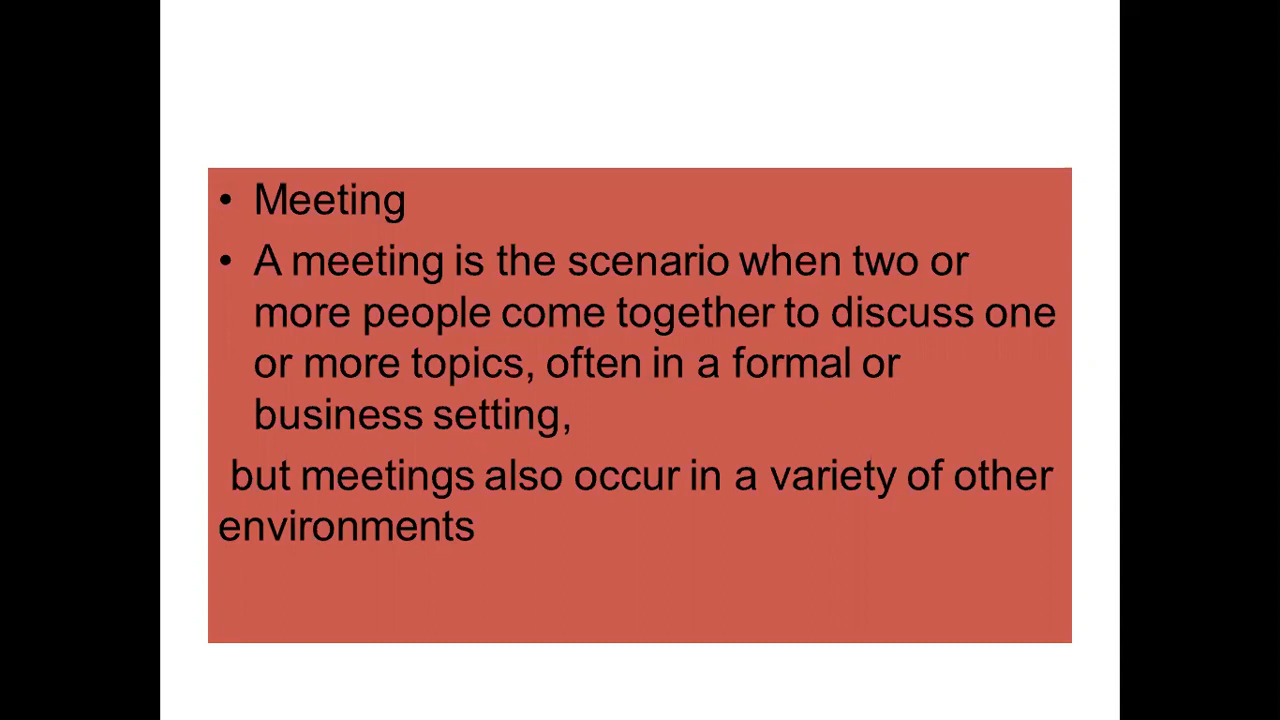 • Meeting
• A meeting is the scenario when two or
more people come together to discuss one
or more topics, often in a formal or
business setting,
but meetings also occur in a variety of other
environments